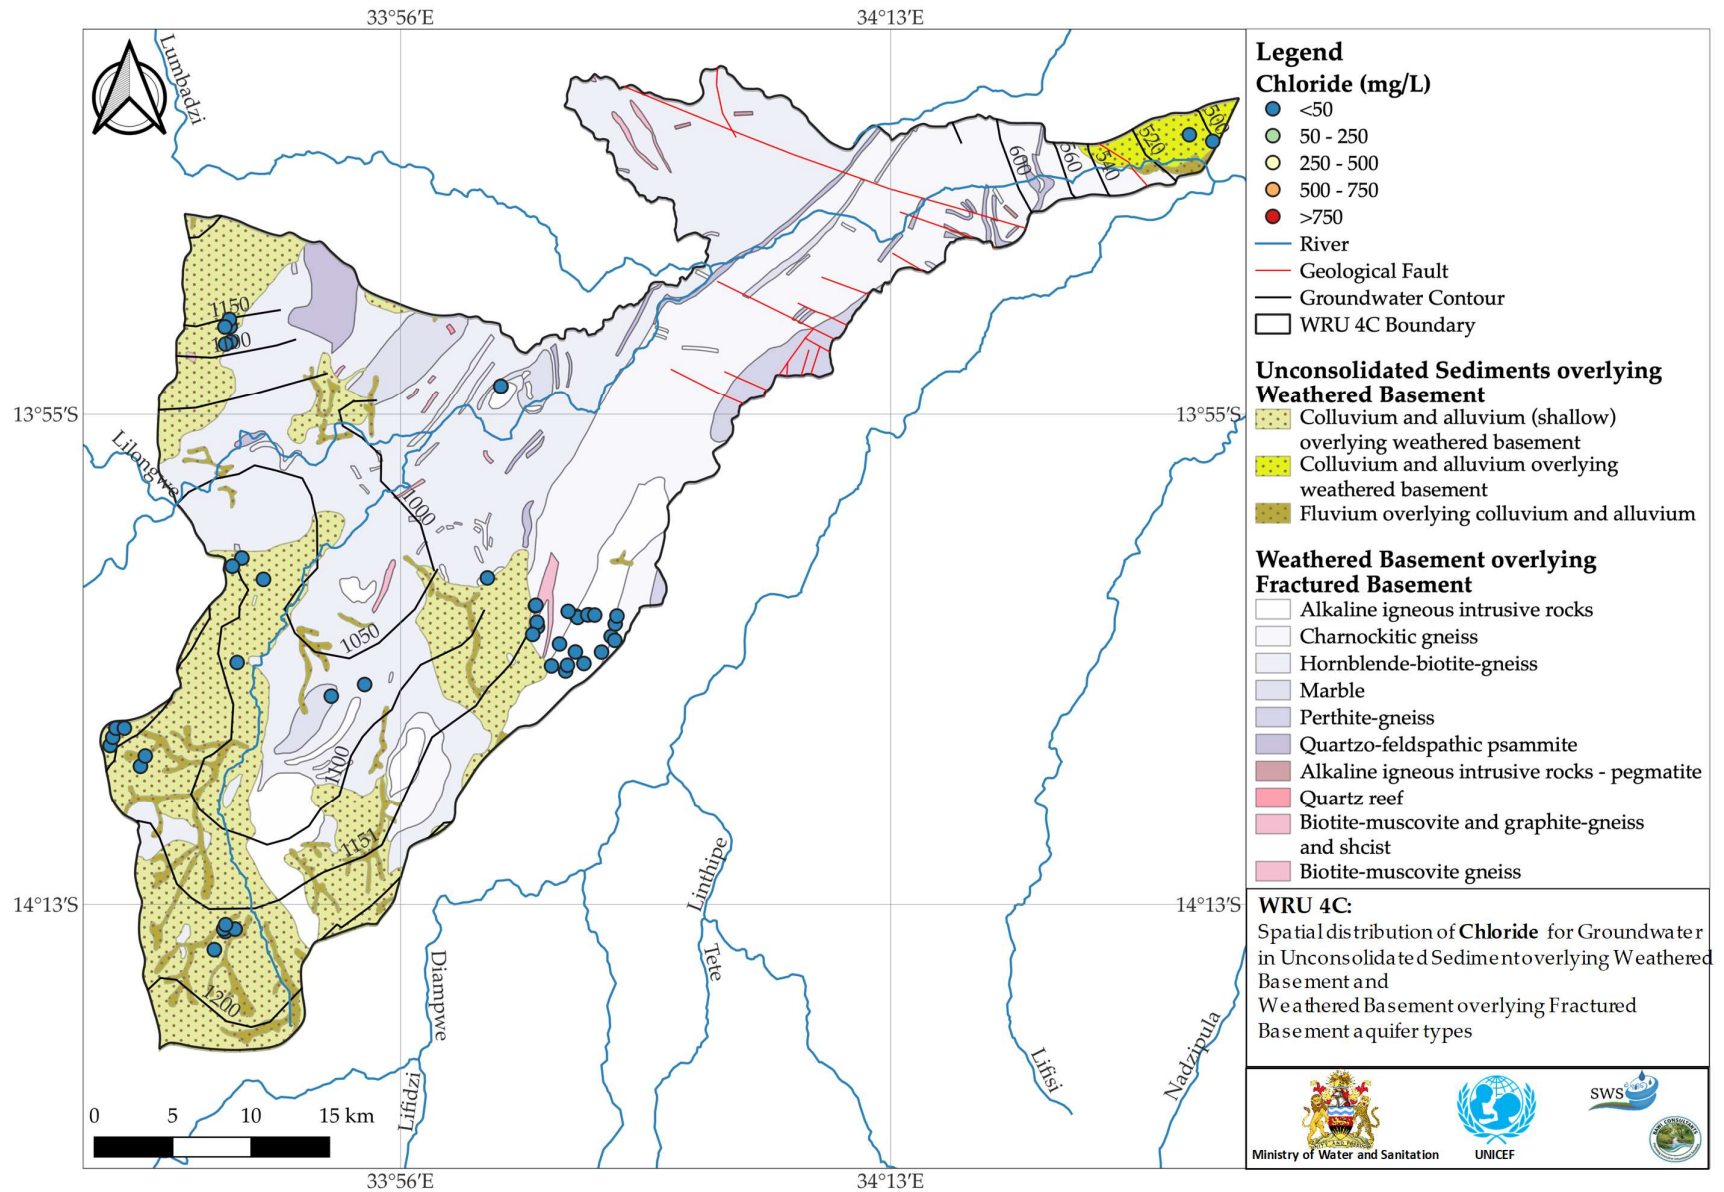 33°56′E
34°13′E
Lumbadzi
500
520
540
560
600
1150
13°55′S
13°55′S
Lilongwe
1000
1050
1100
1151
14°13′S
14°13′S
1200
Linthipe
Tete
Diampwe
Lifidzi
Lifisi
Nadzipula
0 5 10 15 km
33°56′E
34°13′E
Legend
Chloride (mg/L)
<50
50 - 250
250 - 500
500 - 750
>750
River
Geological Fault
Groundwater Contour
WRU 4C Boundary
Unconsolidated Sediments overlying
Weathered Basement
Colluvium and alluvium (shallow)
overlying weathered basement
Colluvium and alluvium overlying
weathered basement
Fluvium overlying colluvium and alluvium
Weathered Basement overlying
Fractured Basement
Alkaline igneous intrusive rocks
Charnockitic gneiss
Hornblende-biotite-gneiss
Marble
Perthite-gneiss
Quartzo-feldspathic psammite
Alkaline igneous intrusive rocks - pegmatite
Quartz reef
Biotite-muscovite and graphite-gneiss
and shcist
Biotite-muscovite gneiss
WRU 4C:
Spatial distribution of Chloride for Groundwater
in Unconsolidated Sediment overlying Weathered
Basement and
Weathered Basement overlying Fractured
Basement aquifer types
Ministry of Water and Sanitation
UNICEF
SWS